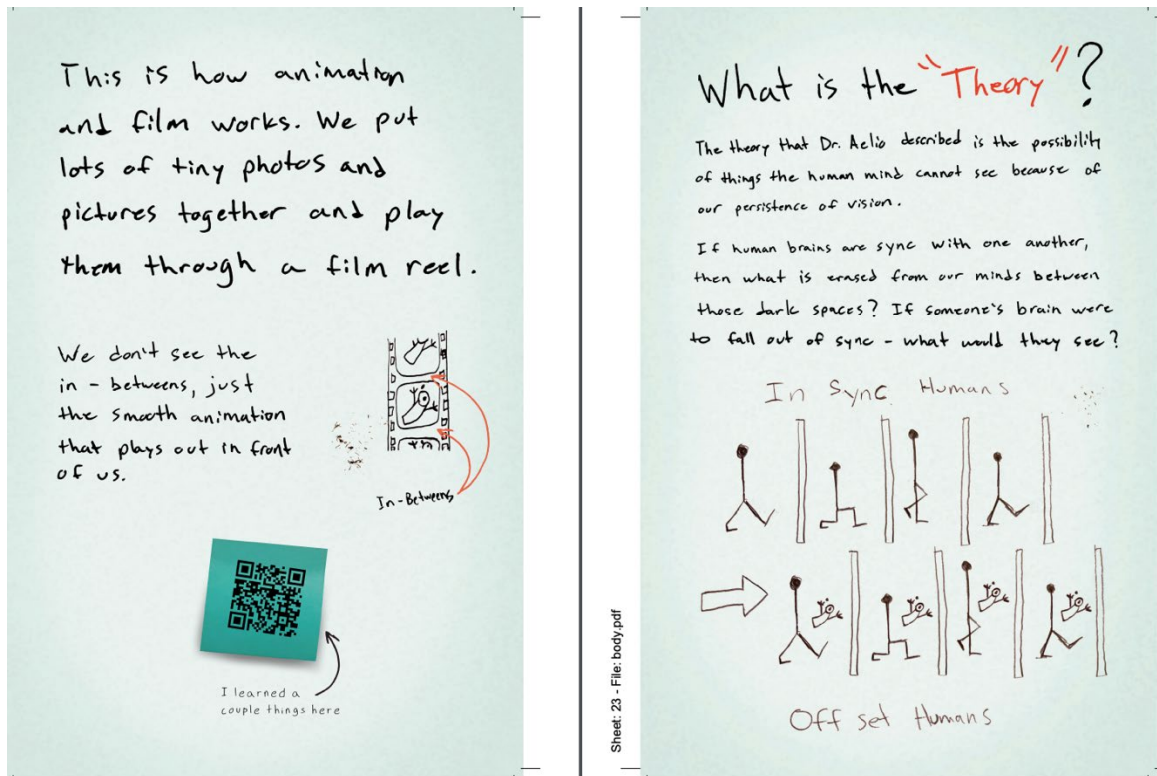 This is how animation
and film works. We put
lots of tiny photos and
pictures together and play
them through a film reel.
We don't see the
in - betweens, just
the smooth animation
that plays out in front
of us.
In-Betweens
I learned a
couple things here
Sheet: 23 - File: body.pdf
What is the "Theory"?
The theory that Dr. Aelio described is the possibility
of things the human mind cannot see because of
our persistence of vision.
If human brains are sync with one another,
then what is erased from our minds between
those dark spaces? If someone's brain were
to fall out of sync - what would they see?
In Sync Humans
Off set Humans